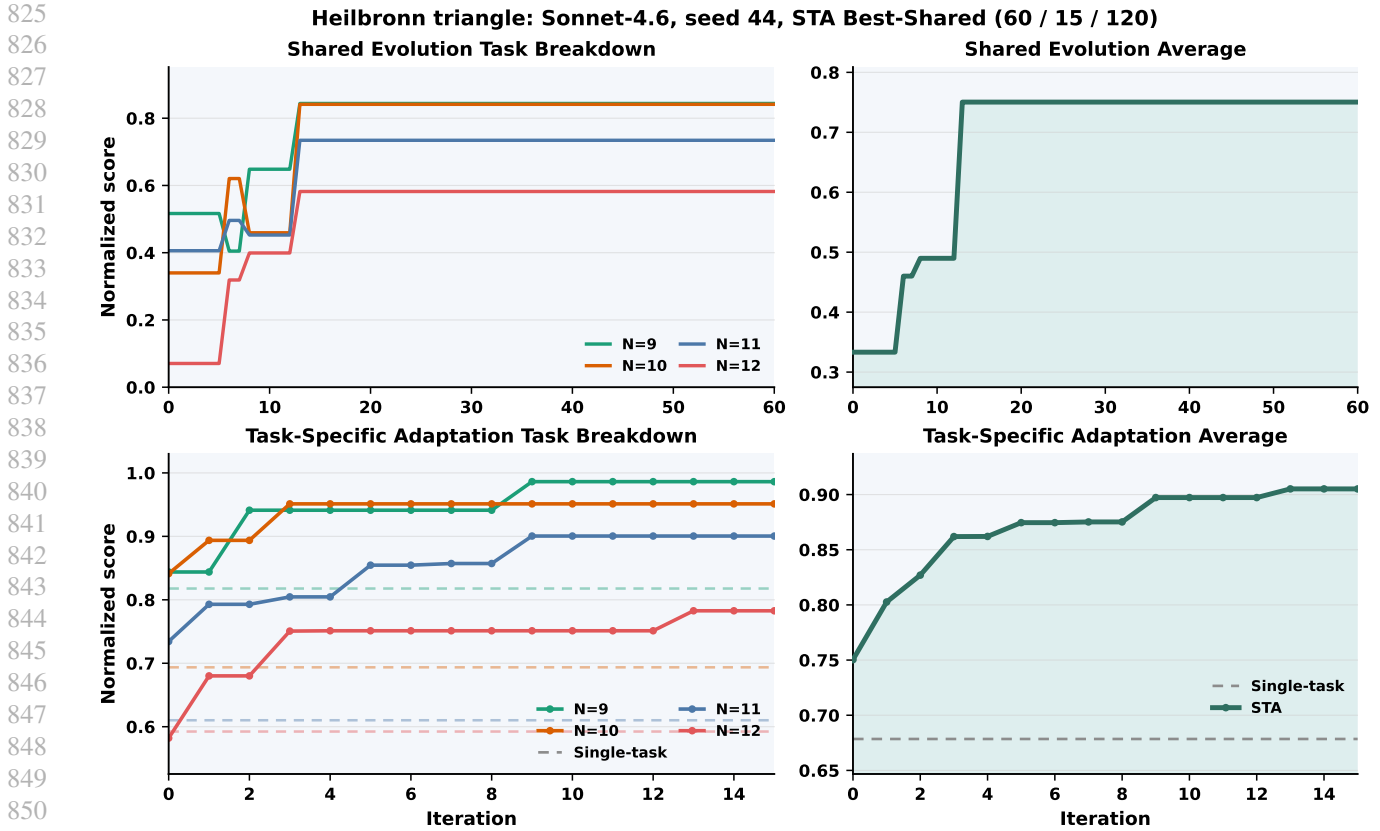 825
826
827
828
829
830
831
832
833
834
835
836
837
838
839
840
841
842
843
844
845
846
847
848
849
850
Heilbronn triangle: Sonnet-4.6, seed 44, STA Best-Shared (60 / 15 / 120)
Shared Evolution Task Breakdown
Normalized score
0.8
0.6
0.4
0.2
0.0
0 10 20 30 40 50 60
N=9 N=11
N=10 N=12
Shared Evolution Average
0.8
0.7
0.6
0.5
0.4
0.3
0 10 20 30 40 50 60
Task-Specific Adaptation Task Breakdown
Normalized score
1.0
0.9
0.8
0.7
0.6
N=9 N=11
N=10 N=12
Single-task
0 2 4 6 8 10 12 14
Iteration
Task-Specific Adaptation Average
0.90
0.85
0.80
0.75
0.70
0.65
Single-task
STA
0 2 4 6 8 10 12 14
Iteration